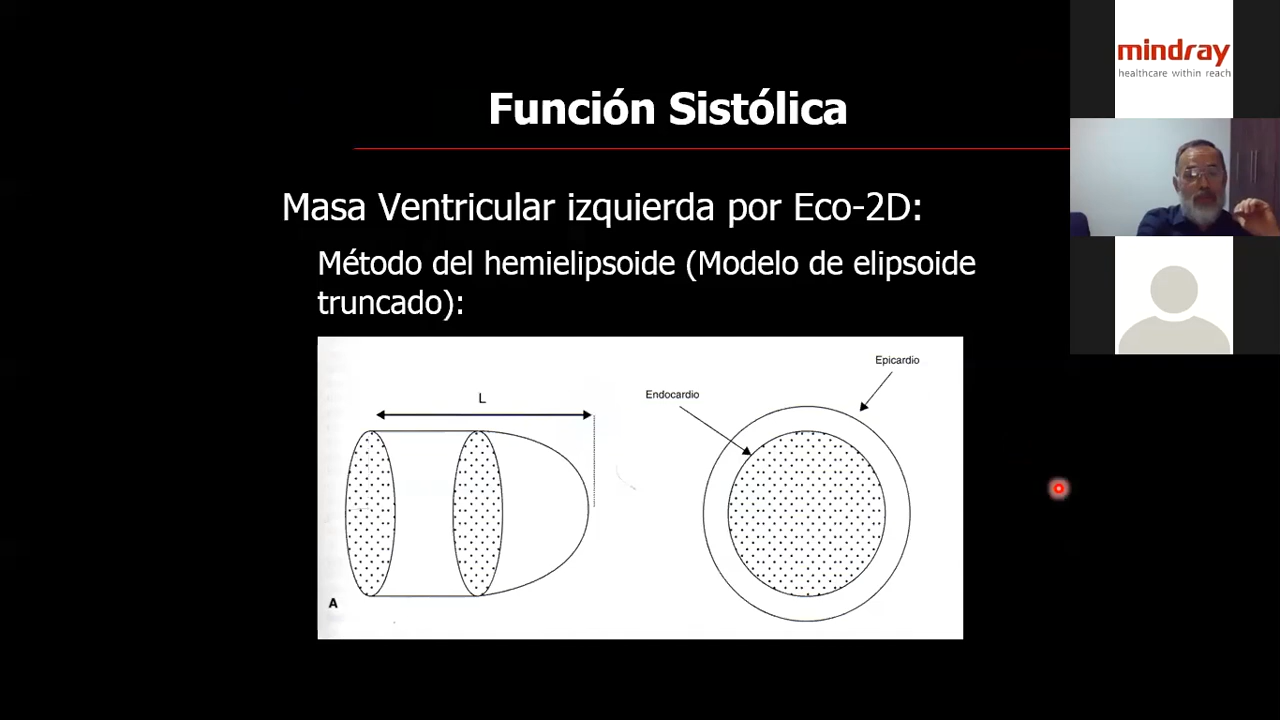 Función Sistólica
mindray
healthcare within reach
Masa Ventricular izquierda por Eco-2D:
Método del hemielipsoide (Modelo de elipsoide
truncado):
L
Endocardio
Epicardio
A